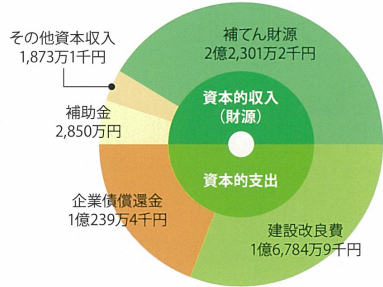 その他資本収入
1,873万1千円
補助金
2,850万円
補てん財源
2億2,301万2千円
資本的収入
(財源)
資本的支出
企業債償還金
1億239万4千円
建設改良費
1億6,784万9千円